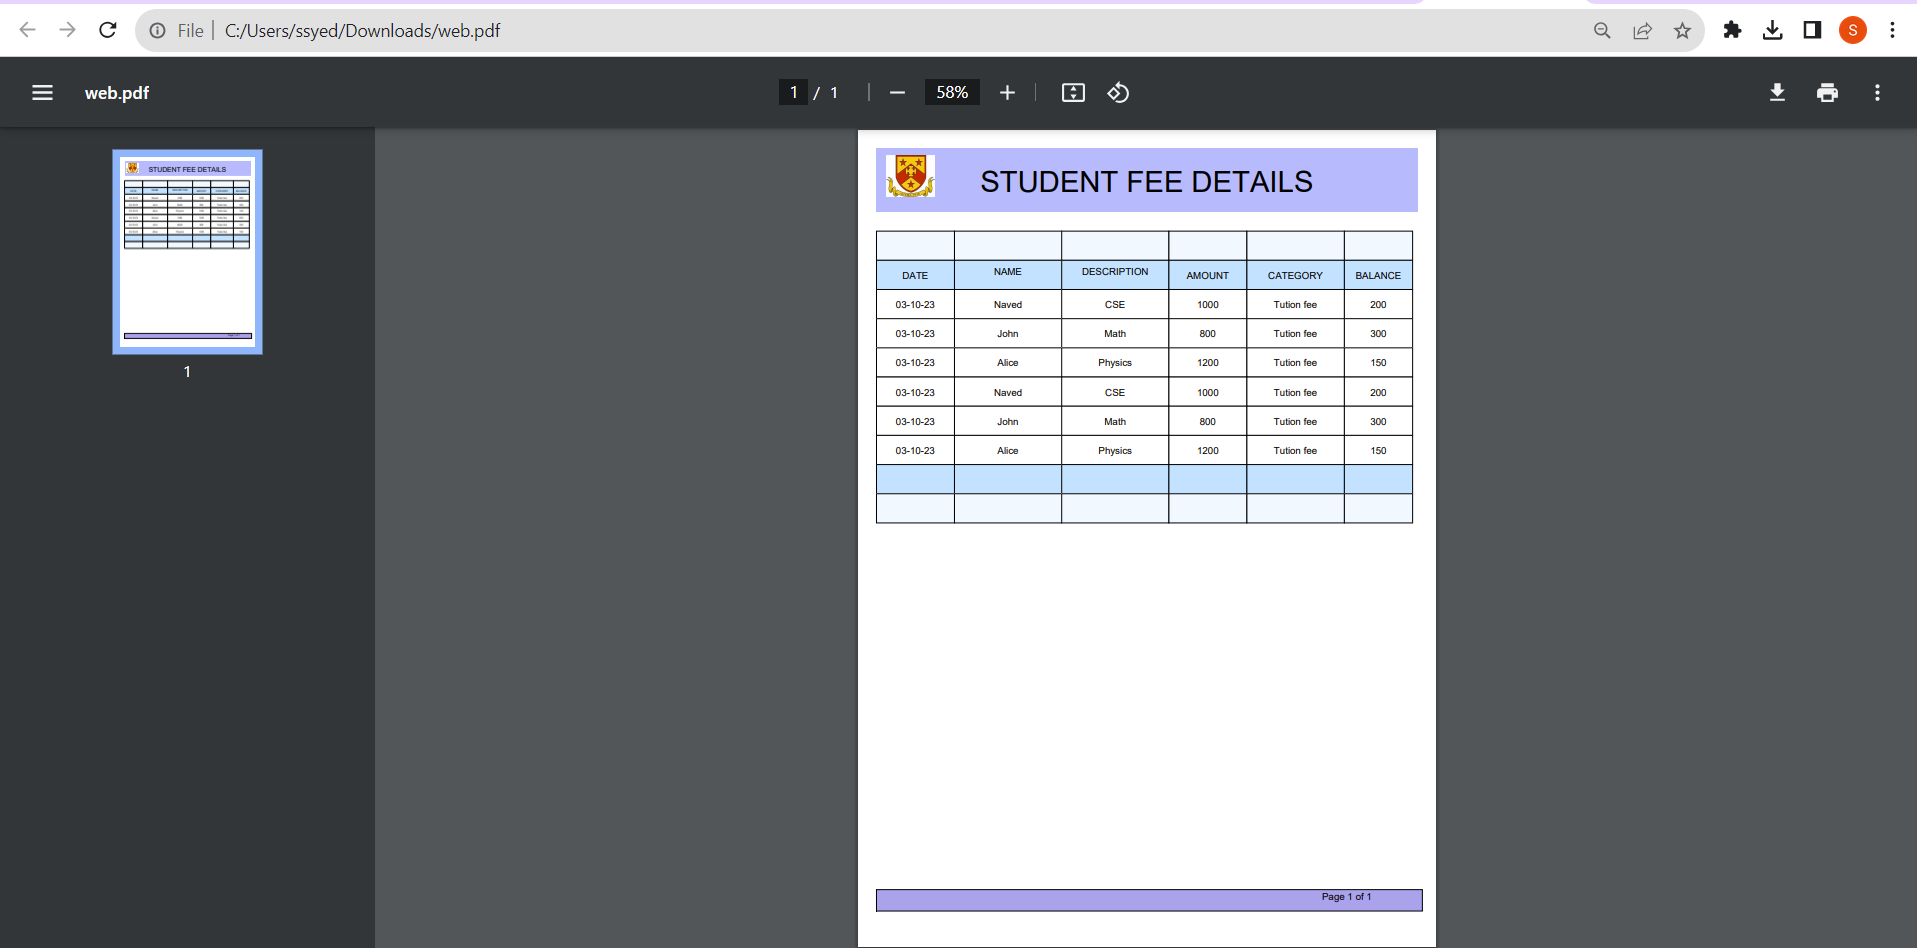 File C:/Users/ssyed/Downloads/web.pdf
S
web.pdf
1 / 1
58%
STUDENT FEE DETAILS
1
STUDENT FEE DETAILS
DATE NAME DESCRIPTION AMOUNT CATEGORY BALANCE
03-10-23 Naved CSE 1000 Tution fee 200
03-10-23 John Math 800 Tution fee 300
03-10-23 Alice Physics 1200 Tution fee 150
03-10-23 Naved CSE 1000 Tution fee 200
03-10-23 John Math 800 Tution fee 300
03-10-23 Alice Physics 1200 Tution fee 150
Page 1 of 1